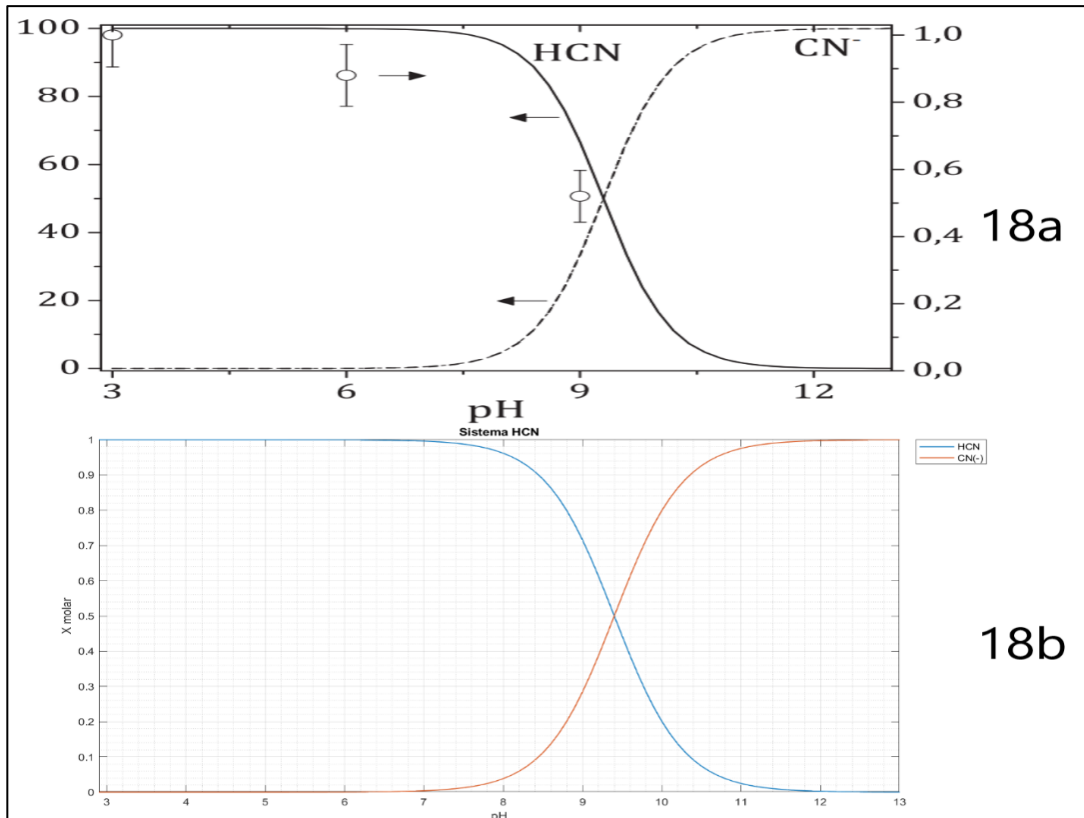 100
80
60
40
20
0
HCN
CN⁻
1,0
0,8
0,6
0,4
0,2
0,0
3 6 9 12
pH
18a
Sistema HCN
1
0.9
0.8
0.7
0.6
0.5
0.4
0.3
0.2
0.1
0
X molar
3 4 5 6 7 8 9 10 11 12 13
pH
HCN
CN(-)
18b